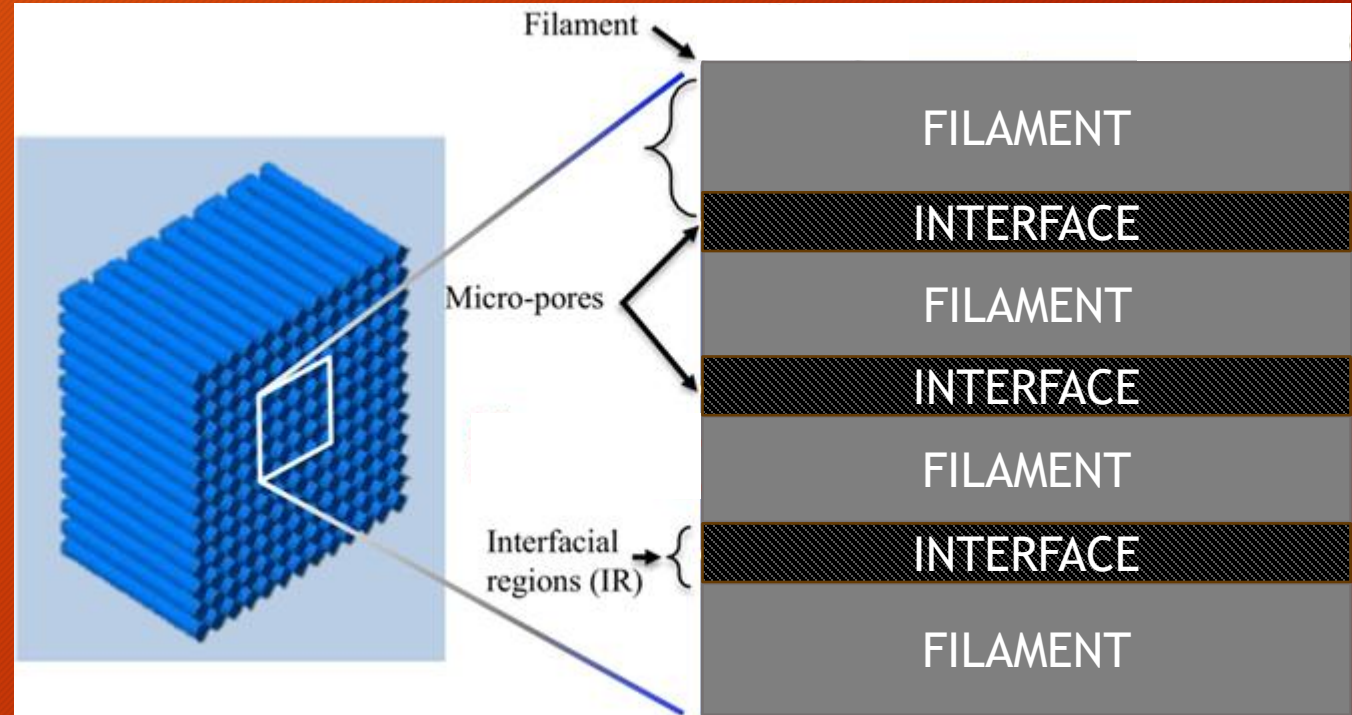 Filament
FILAMENT
INTERFACE
Micro-pores
FILAMENT
INTERFACE
FILAMENT
Interfacial
regions (IR)
INTERFACE
FILAMENT